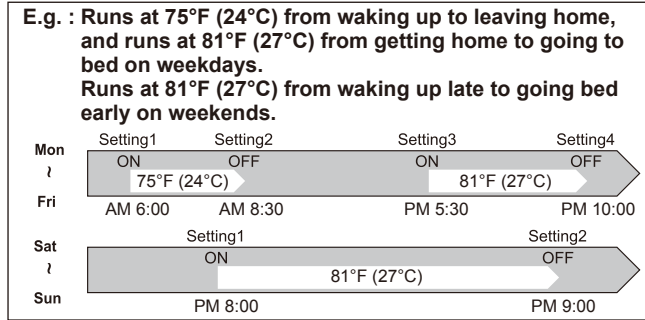 E.g. : Runs at 75°F (24°C) from waking up to leaving home,
and runs at 81°F (27°C) from getting home to going to
bed on weekdays.
Runs at 81°F (27°C) from waking up late to going bed
early on weekends.
Setting1 Setting2 Setting3 Setting4
Mon
ON OFF ON OFF
~
75°F (24°C) 81°F (27°C)
Fri
AM 6:00 AM 8:30 PM 5:30 PM 10:00
Setting1 Setting2
Sat
ON OFF
~
81°F (27°C)
Sun
PM 8:00 PM 9:00